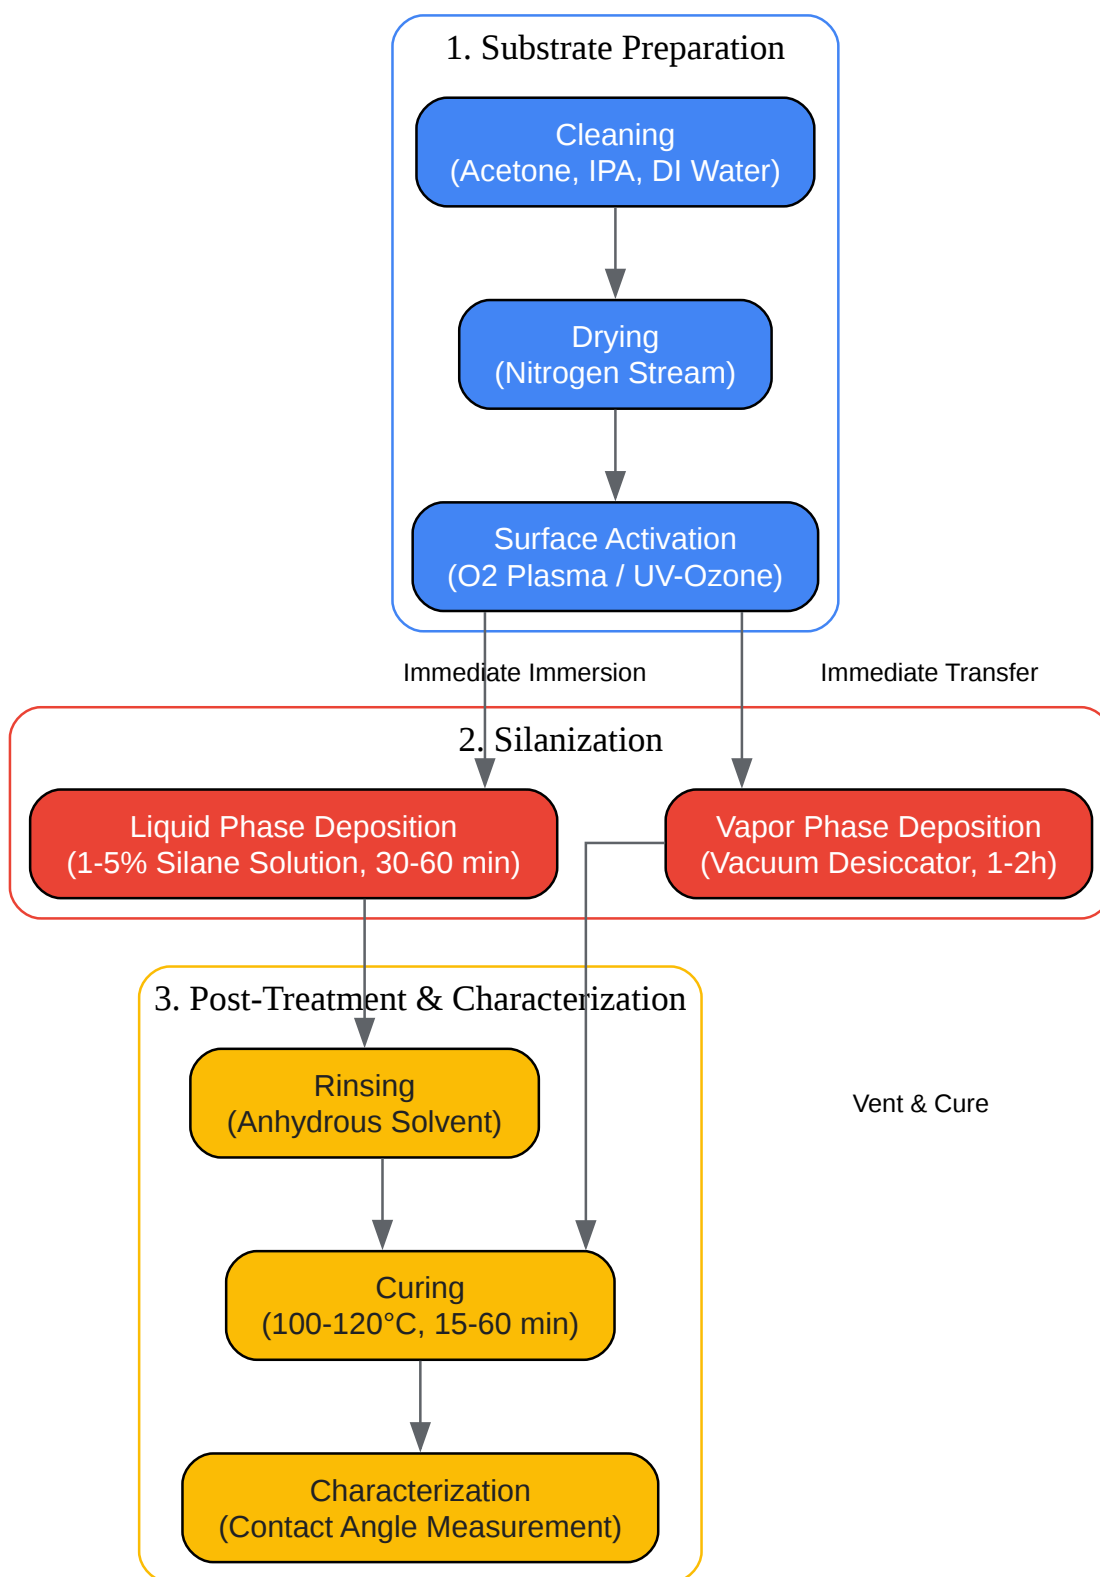 1. Substrate Preparation
Cleaning
(Acetone, IPA, DI Water)
Drying
(Nitrogen Stream)
Surface Activation
(O2 Plasma / UV-Ozone)
Immediate Immersion
Immediate Transfer
2. Silanization
Liquid Phase Deposition
(1-5% Silane Solution, 30-60 min)
Vapor Phase Deposition
(Vacuum Desiccator, 1-2h)
3. Post-Treatment & Characterization
Rinsing
(Anhydrous Solvent)
Vent & Cure
Curing
(100-120°C, 15-60 min)
Characterization
(Contact Angle Measurement)